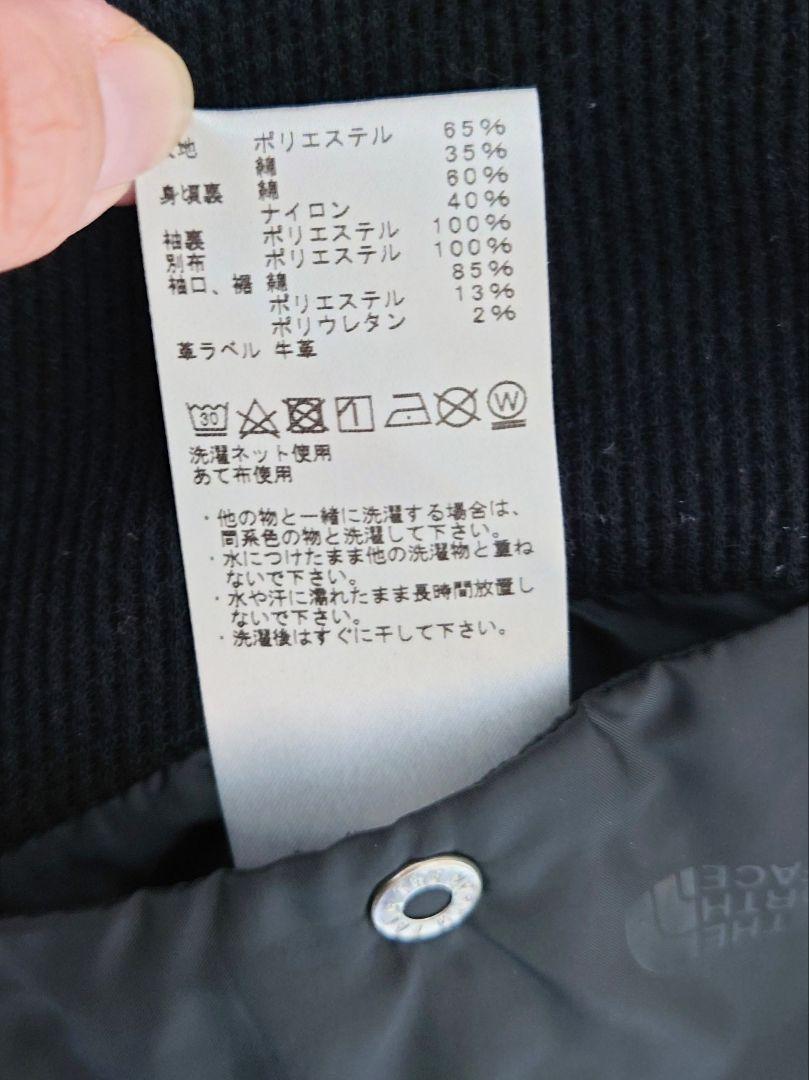 地 ポリエステル 65%
綿 35%
身頃裏 綿 60%
ナイロン 40%
袖裏 ポリエステル 100%
別布 ポリエステル 100%
袖口、裾 綿 85%
ポリエステル 13%
ポリウレタン 2%
革ラベル 牛革
30 1 W
洗濯ネット使用
あて布使用
・他の物と一緒に洗濯する場合は、
同系色の物と洗濯して下さい。
・水につけたまま他の洗濯物と重ね
ないで下さい。
・水や汗に濡れたまま長時間放置し
ないで下さい。
・洗濯後はすぐに干して下さい。
THE
NORTH
FACE